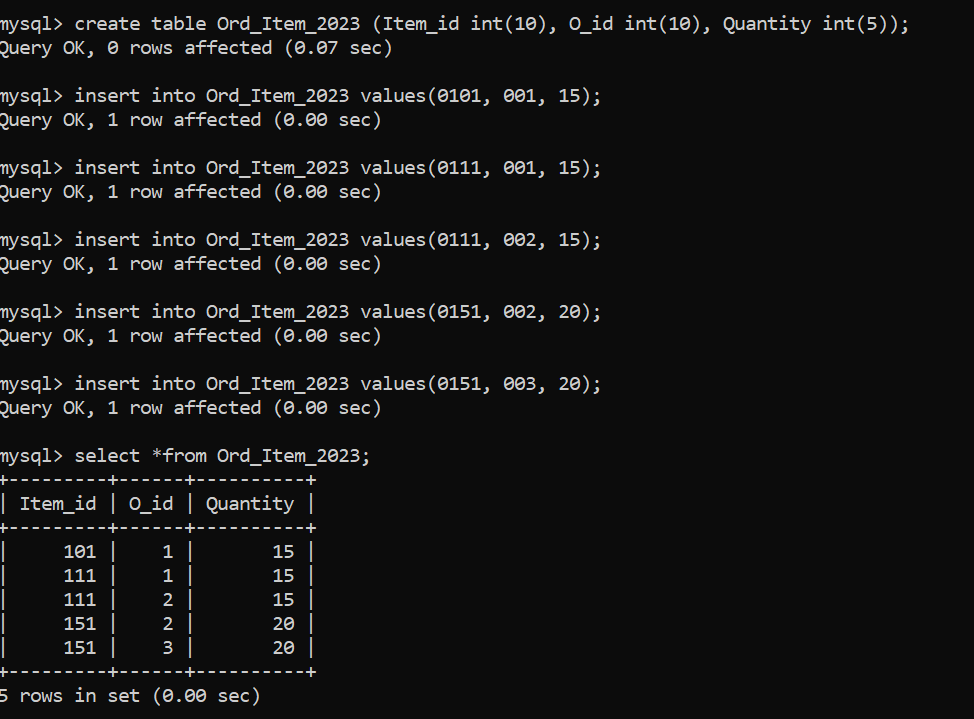 mysql> create table Ord_Item_2023 (Item_id int(10), O_id int(10), Quantity int(5));
Query OK, 0 rows affected (0.07 sec)
mysql> insert into Ord_Item_2023 values(0101, 001, 15);
Query OK, 1 row affected (0.00 sec)
mysql> insert into Ord_Item_2023 values(0111, 001, 15);
Query OK, 1 row affected (0.00 sec)
mysql> insert into Ord_Item_2023 values(0111, 002, 15);
Query OK, 1 row affected (0.00 sec)
mysql> insert into Ord_Item_2023 values(0151, 002, 20);
Query OK, 1 row affected (0.00 sec)
mysql> insert into Ord_Item_2023 values(0151, 003, 20);
Query OK, 1 row affected (0.00 sec)
mysql> select *from Ord_Item_2023;
+---------+------+----------+
| Item_id | O_id | Quantity |
+---------+------+----------+
|     101 |    1 |       15 |
|     111 |    1 |       15 |
|     111 |    2 |       15 |
|     151 |    2 |       20 |
|     151 |    3 |       20 |
+---------+------+----------+
5 rows in set (0.00 sec)